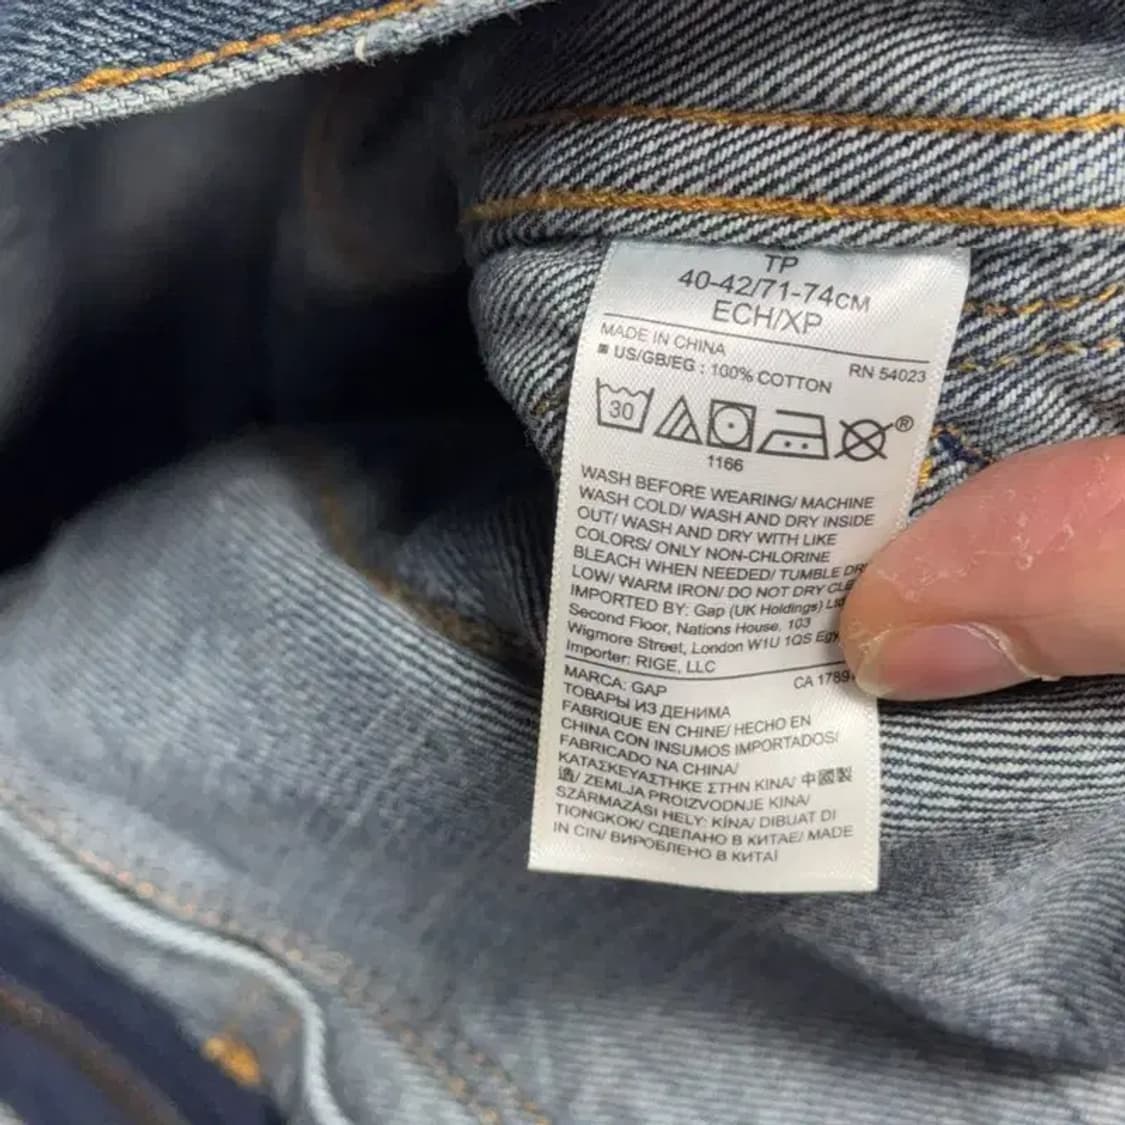 TP
40-42/71-74CM
ECH/XP
MADE IN CHINA
RN 54023
■ US/GB/EG : 100% COTTON
30
®
1166
WASH BEFORE WEARING/ MACHINE
WASH COLD/ WASH AND DRY INSIDE
OUT/ WASH AND DRY WITH LIKE
COLORS/ ONLY NON-CHLORINE
BLEACH WHEN NEEDED/ TUMBLE
LOW/ WARM IRON/ DO NOT DRY
IMPORTED BY: Gap (UK Holdings)
Second Floor, Nations House, 103
Wigmore Street, London W1U 1QS
Importer: RIGE, LLC
CA 1789
MARCA: GAP
ТОВАРЫ ИЗ ДЕНИМА
FABRIQUE EN CHINE/ HECHO EN
CHINA CON INSUMOS IMPORTADOS/
FABRICADO NA CHINA/
ΚΑΤΑΣΚΕΥΑΣΤΗΚΕ ΣΤΗΝ ΚΙΝΑ/ 中國製
造/ ZEMLJA PROIZVODNJE KINA/
SZÁRMAZÁSI HELY: KÍNA/ DIBUAT DI
TIONGKOK/ СДЕЛАНО В КИТАЕ/ MADE
IN CIN/ ВИРОБЛЕНО В КИТАЇ